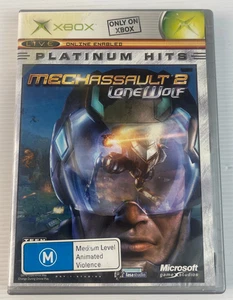 XBOX
ONLY ON
XBOX
LIVE ONLINE ENABLED
PLATINUM HITS
MECHASSAULT 2
LONE WOLF
M
Medium Level
Animated
Violence
Microsoft
game studios